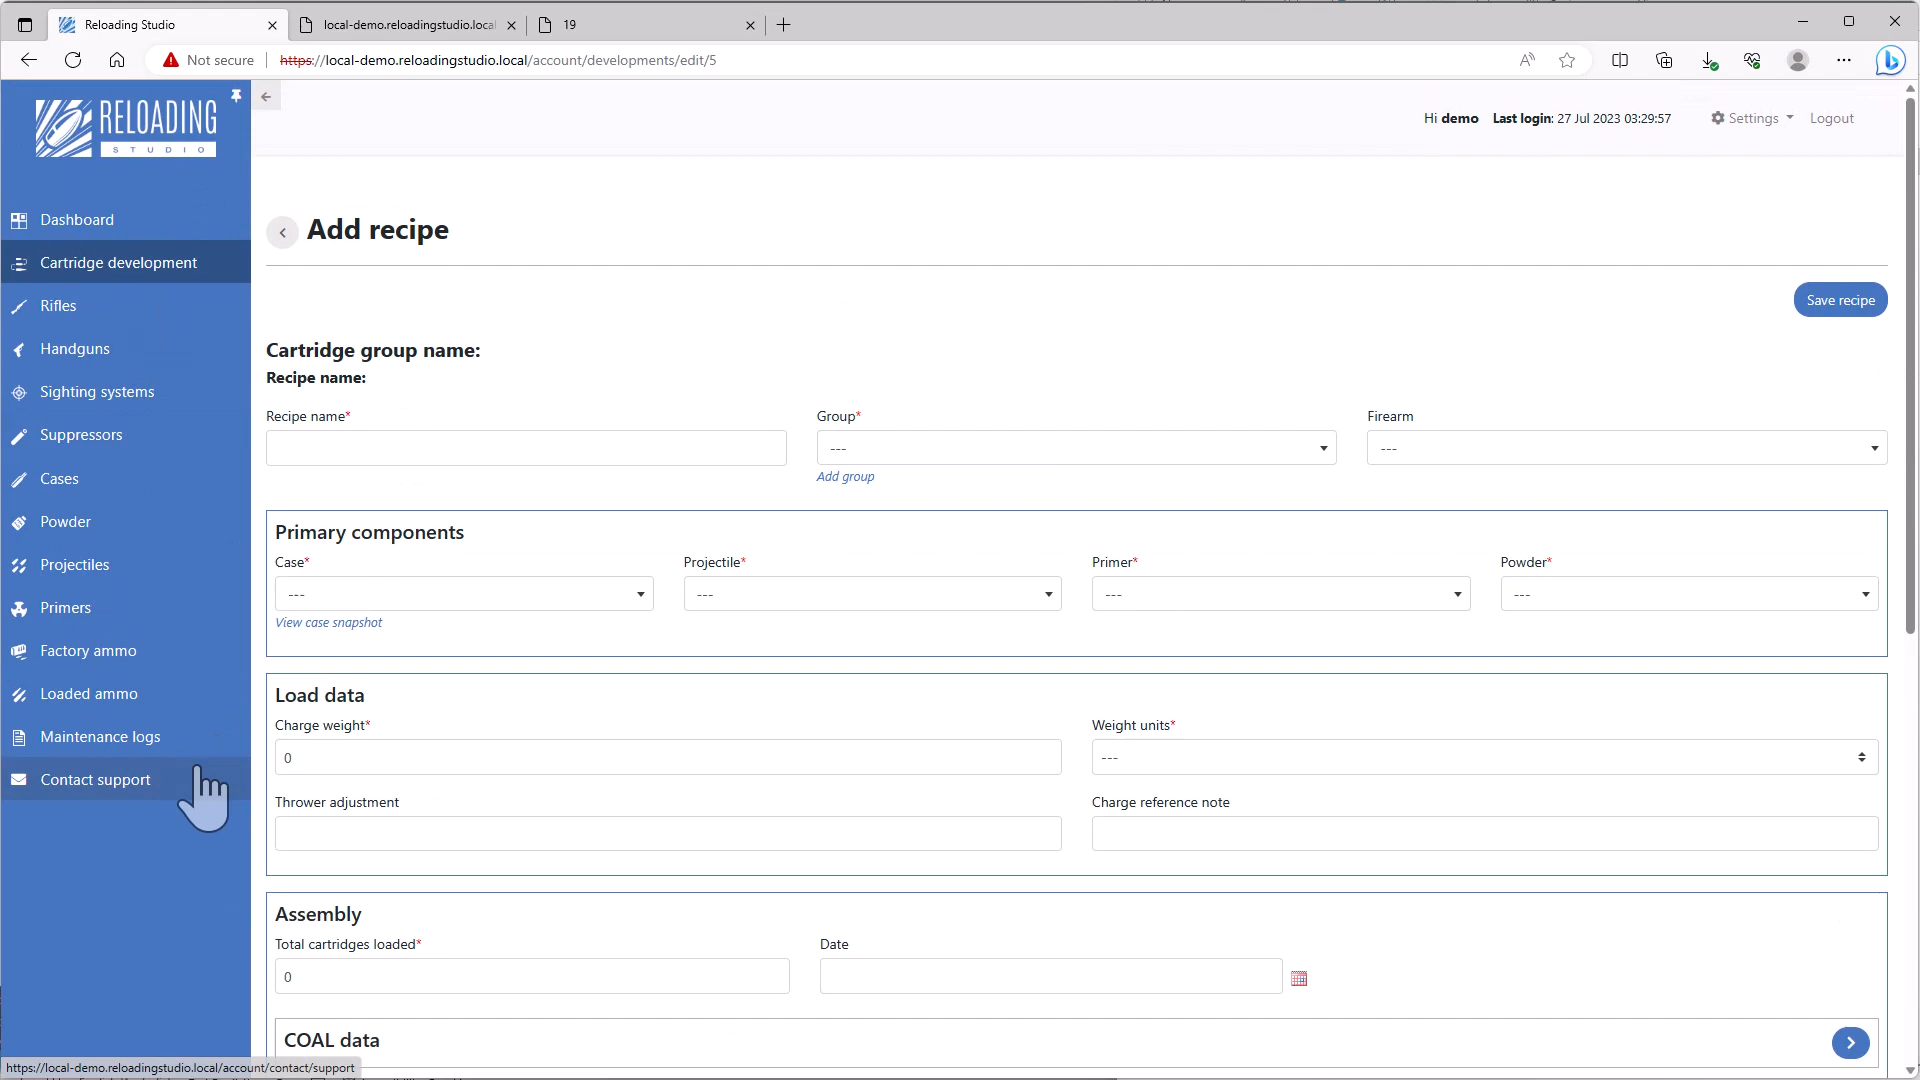 Reloading Studio
local-demo.reloadingstudio.local
19
Not secure
https://local-demo.reloadingstudio.local/account/developments/edit/5
RELOADING
STUDIO
Hi demo Last login: 27 Jul 2023 03:29:57 Settings Logout
Dashboard
Cartridge development
Rifles
Handguns
Sighting systems
Suppressors
Cases
Powder
Projectiles
Primers
Factory ammo
Loaded ammo
Maintenance logs
Contact support
Add recipe
Save recipe
Cartridge group name:
Recipe name:
Recipe name* Group* Firearm
--- ---
Add group
Primary components
Case* Projectile* Primer* Powder*
--- --- --- ---
View case snapshot
Load data
Charge weight* Weight units*
0 ---
Thrower adjustment Charge reference note
Assembly
Total cartridges loaded* Date
0
COAL data
https://local-demo.reloadingstudio.local/account/contact/support